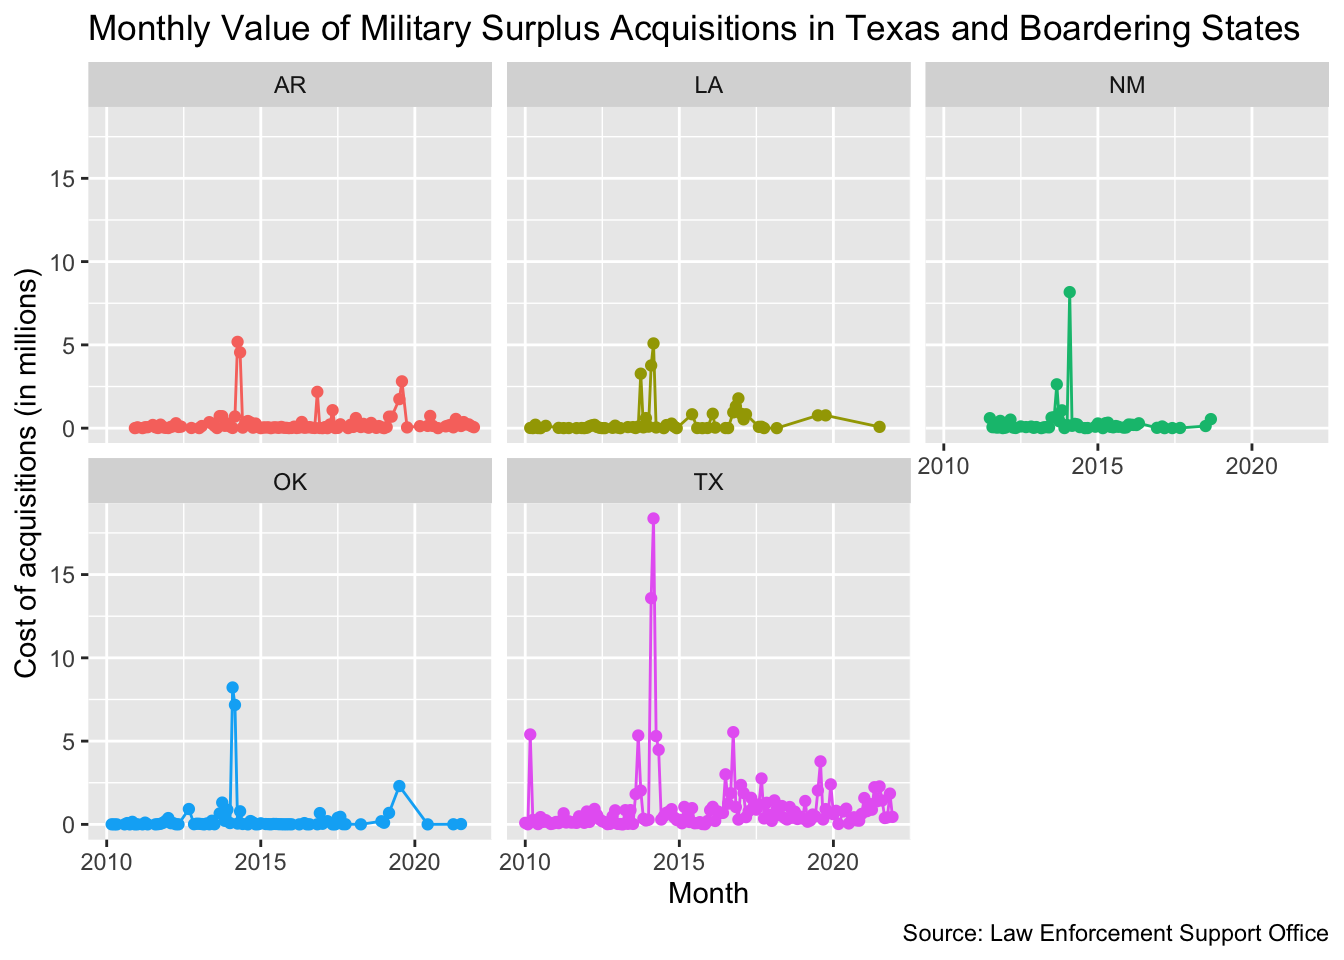 Monthly Value of Military Surplus Acquisitions in Texas and Boardering States
AR
LA
NM
15
10
5
0
2010
2015
2020
OK
TX
15
10
5
0
2010
2015
2020
2010
2015
2020
Cost of acquisitions (in millions)
Month
Source: Law Enforcement Support Office